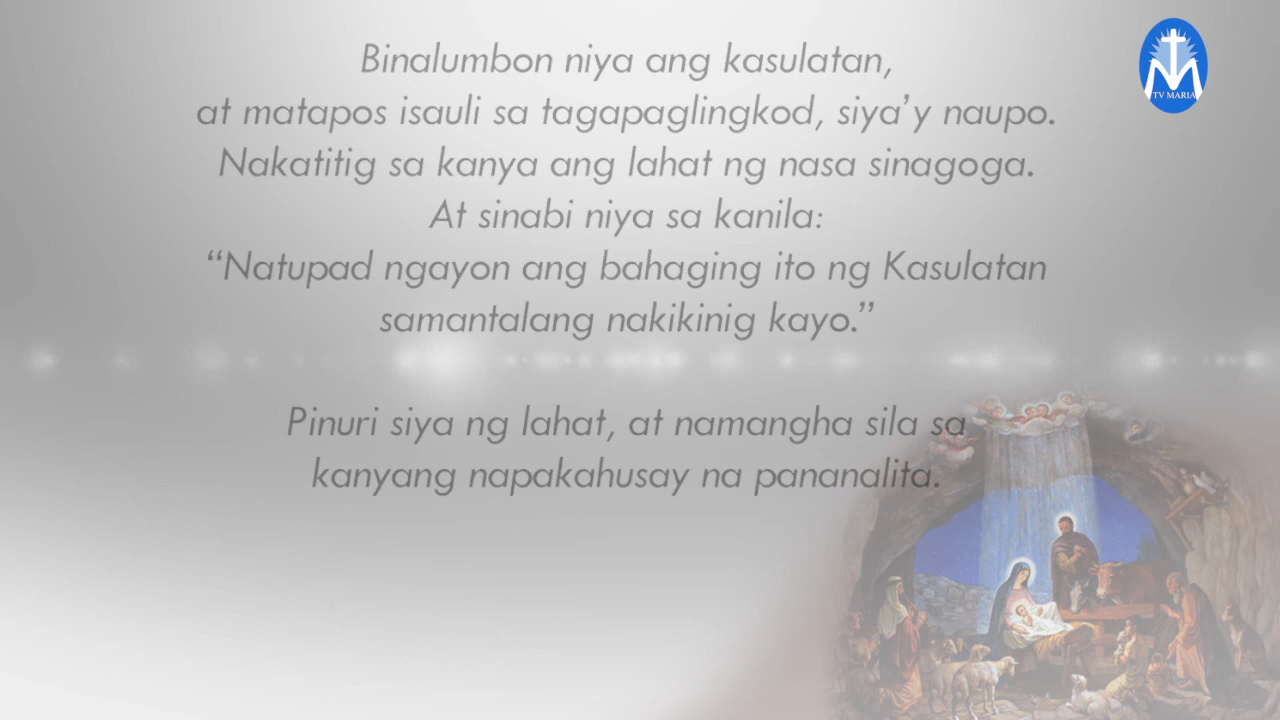 Binalumbon niya ang kasulatan,
at matapos isauli sa tagapaglingkod, siya’y naupo.
Nakatitig sa kanya ang lahat ng nasa sinagoga.
At sinabi niya sa kanila:
“Natupad ngayon ang bahaging ito ng Kasulatan
samantalang nakikinig kayo.”
Pinuri siya ng lahat, at namangha sila sa
kanyang napakahusay na pananalita.
TV MARIA